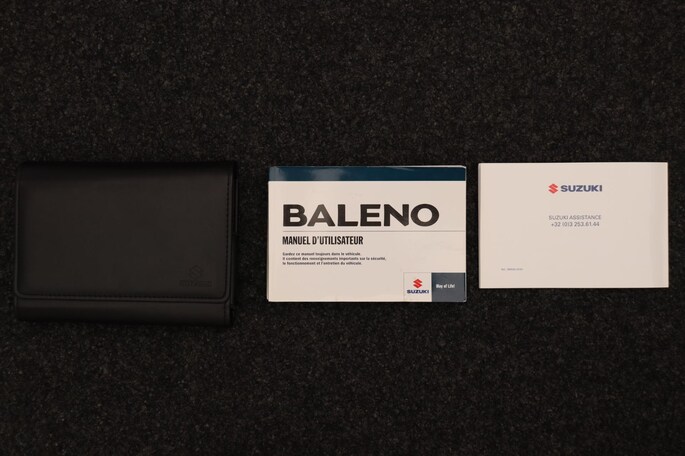 BALENO
MANUEL D'UTILISATEUR
Gardez ce manuel toujours dans le véhicule.
Il contient des renseignements importants sur la sécurité,
le fonctionnement et l'entretien du véhicule.
SUZUKI
Way of Life!
SUZUKI
SUZUKI ASSISTANCE
+32 (0)3 253.61.44